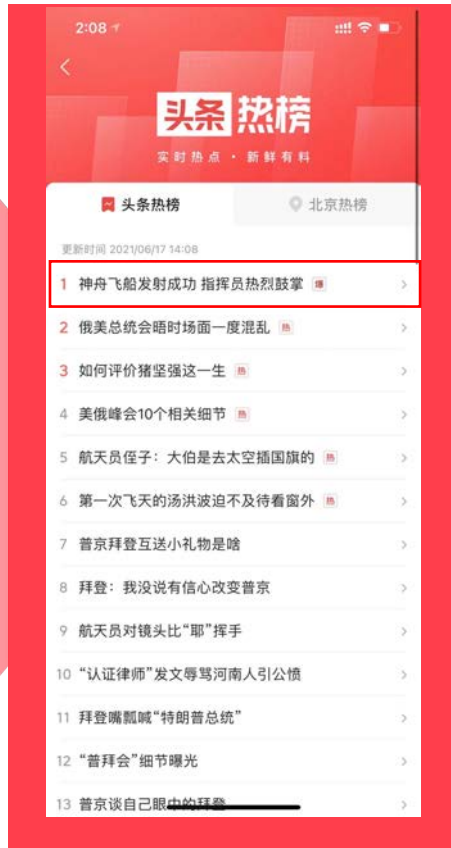 2:08
头条 热榜
实时热点 · 新鲜有料
头条热榜 北京热榜
更新时间 2021/06/17 14:08
1 神舟飞船发射成功 指挥员热烈鼓掌 爆
2 俄美总统会晤时场面一度混乱 热
3 如何评价猪坚强这一生 热
4 美俄峰会10个相关细节 热
5 航天员侄子：大伯是去太空插国旗的 热
6 第一次飞天的汤洪波迫不及待看窗外 热
7 普京拜登互送小礼物是啥
8 拜登：我没说有信心改变普京
9 航天员对镜头比“耶”挥手
10 “认证律师”发文辱骂河南人引公愤
11 拜登嘴瓢喊“特朗普总统”
12 “普拜会”细节曝光
13 普京谈自己眼中的拜登